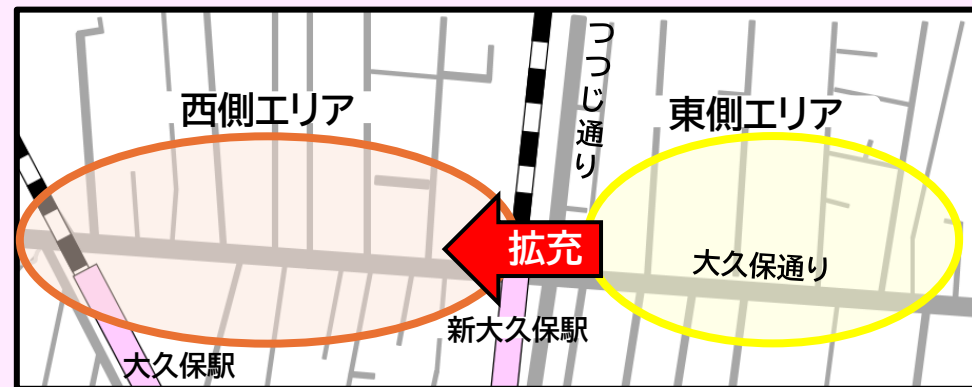 西側エリア
つつじ通り
東側エリア
拡充
大久保通り
新大久保駅
大久保駅